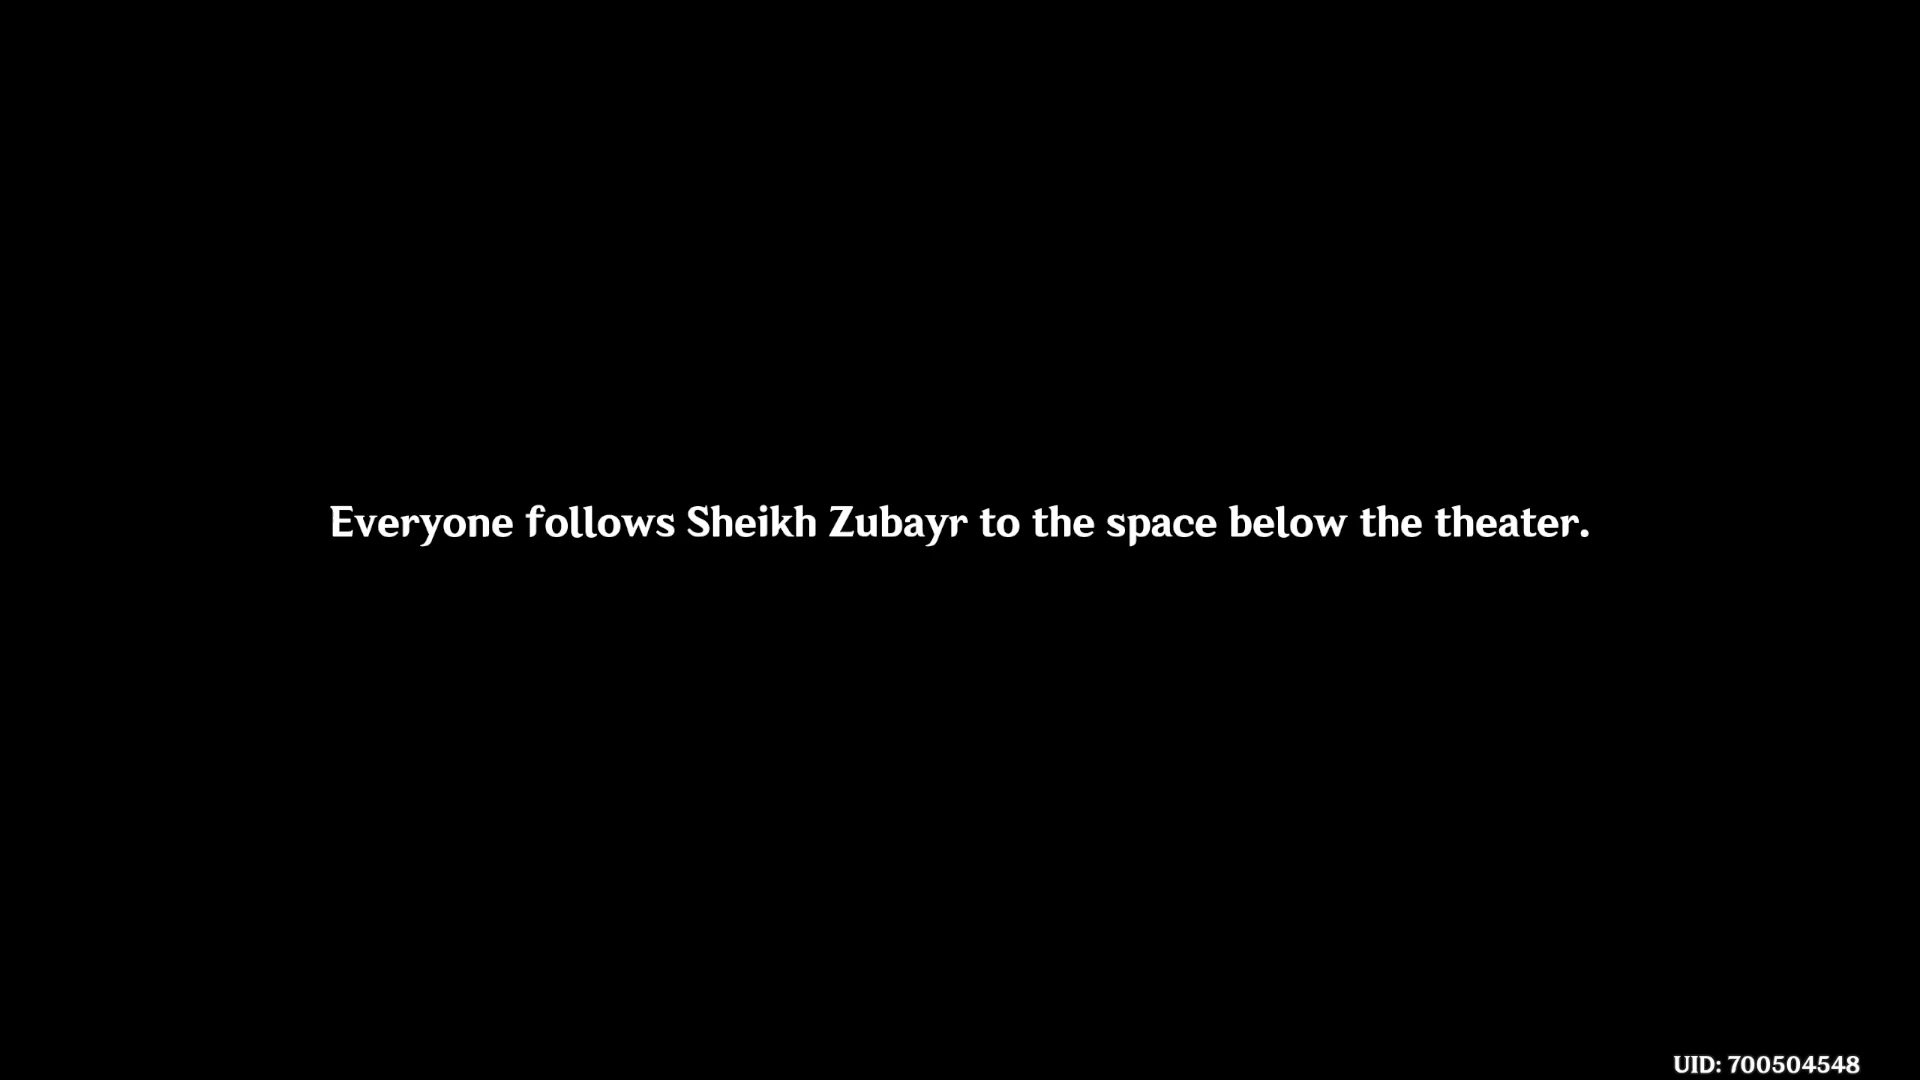 Everyone follows Sheikh Zubayr to the space below the theater.
UID: 700504548